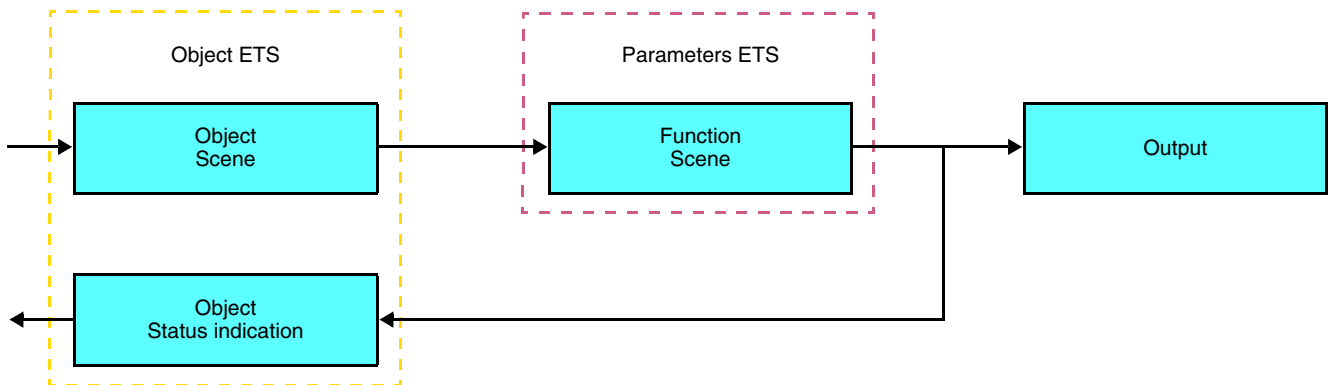 Object ETS
Parameters ETS
Object
Scene
Function
Scene
Output
Object
Status indication